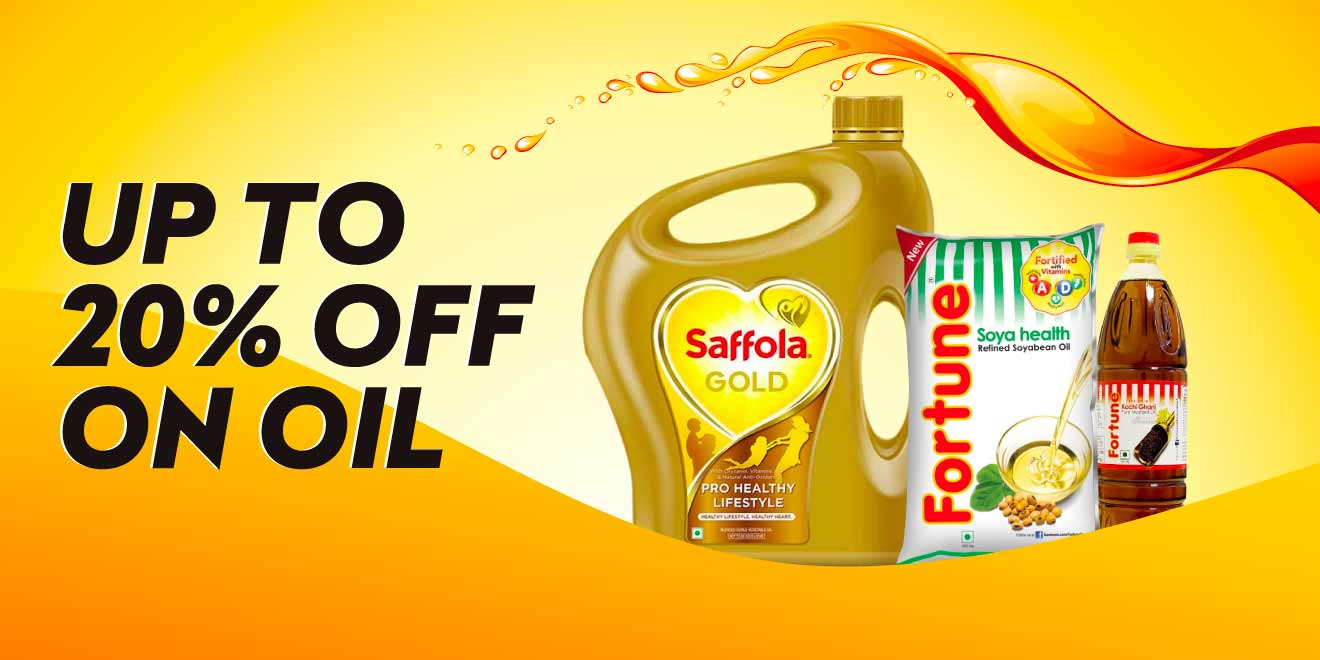 UP TO
20% OFF
ON OIL
Saffola
GOLD
PRO HEALTHY
LIFESTYLE
HEALTHY LIFESTYLE. HEALTHY HEART.
New
Fortune
Fortified
with
Vitamins
A D
Soya health
Refined Soyabean Oil
Fortune
Kachi Ghani